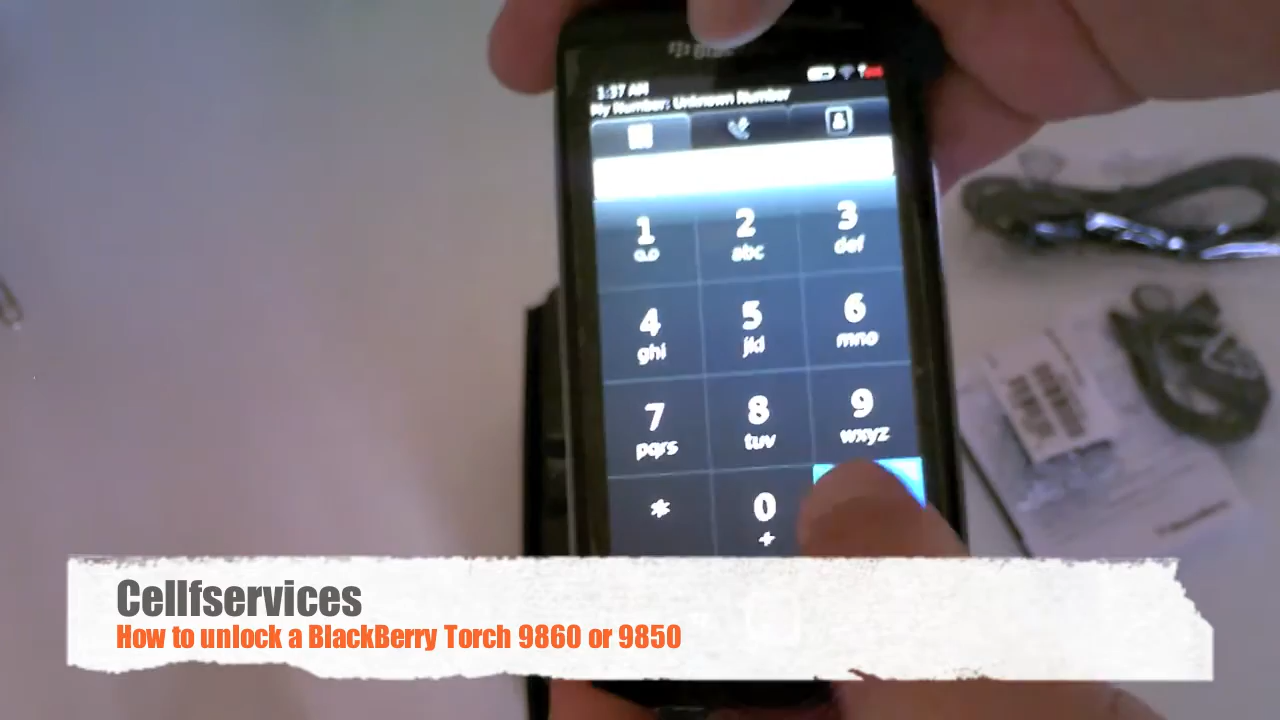 1:37 AM
My Number: Unknown Number
1
2
abc
3
def
4
ghi
5
jkl
6
mno
7
pqrs
8
tuv
9
wxyz
*
0
+
Cellfservices
How to unlock a BlackBerry Torch 9860 or 9850